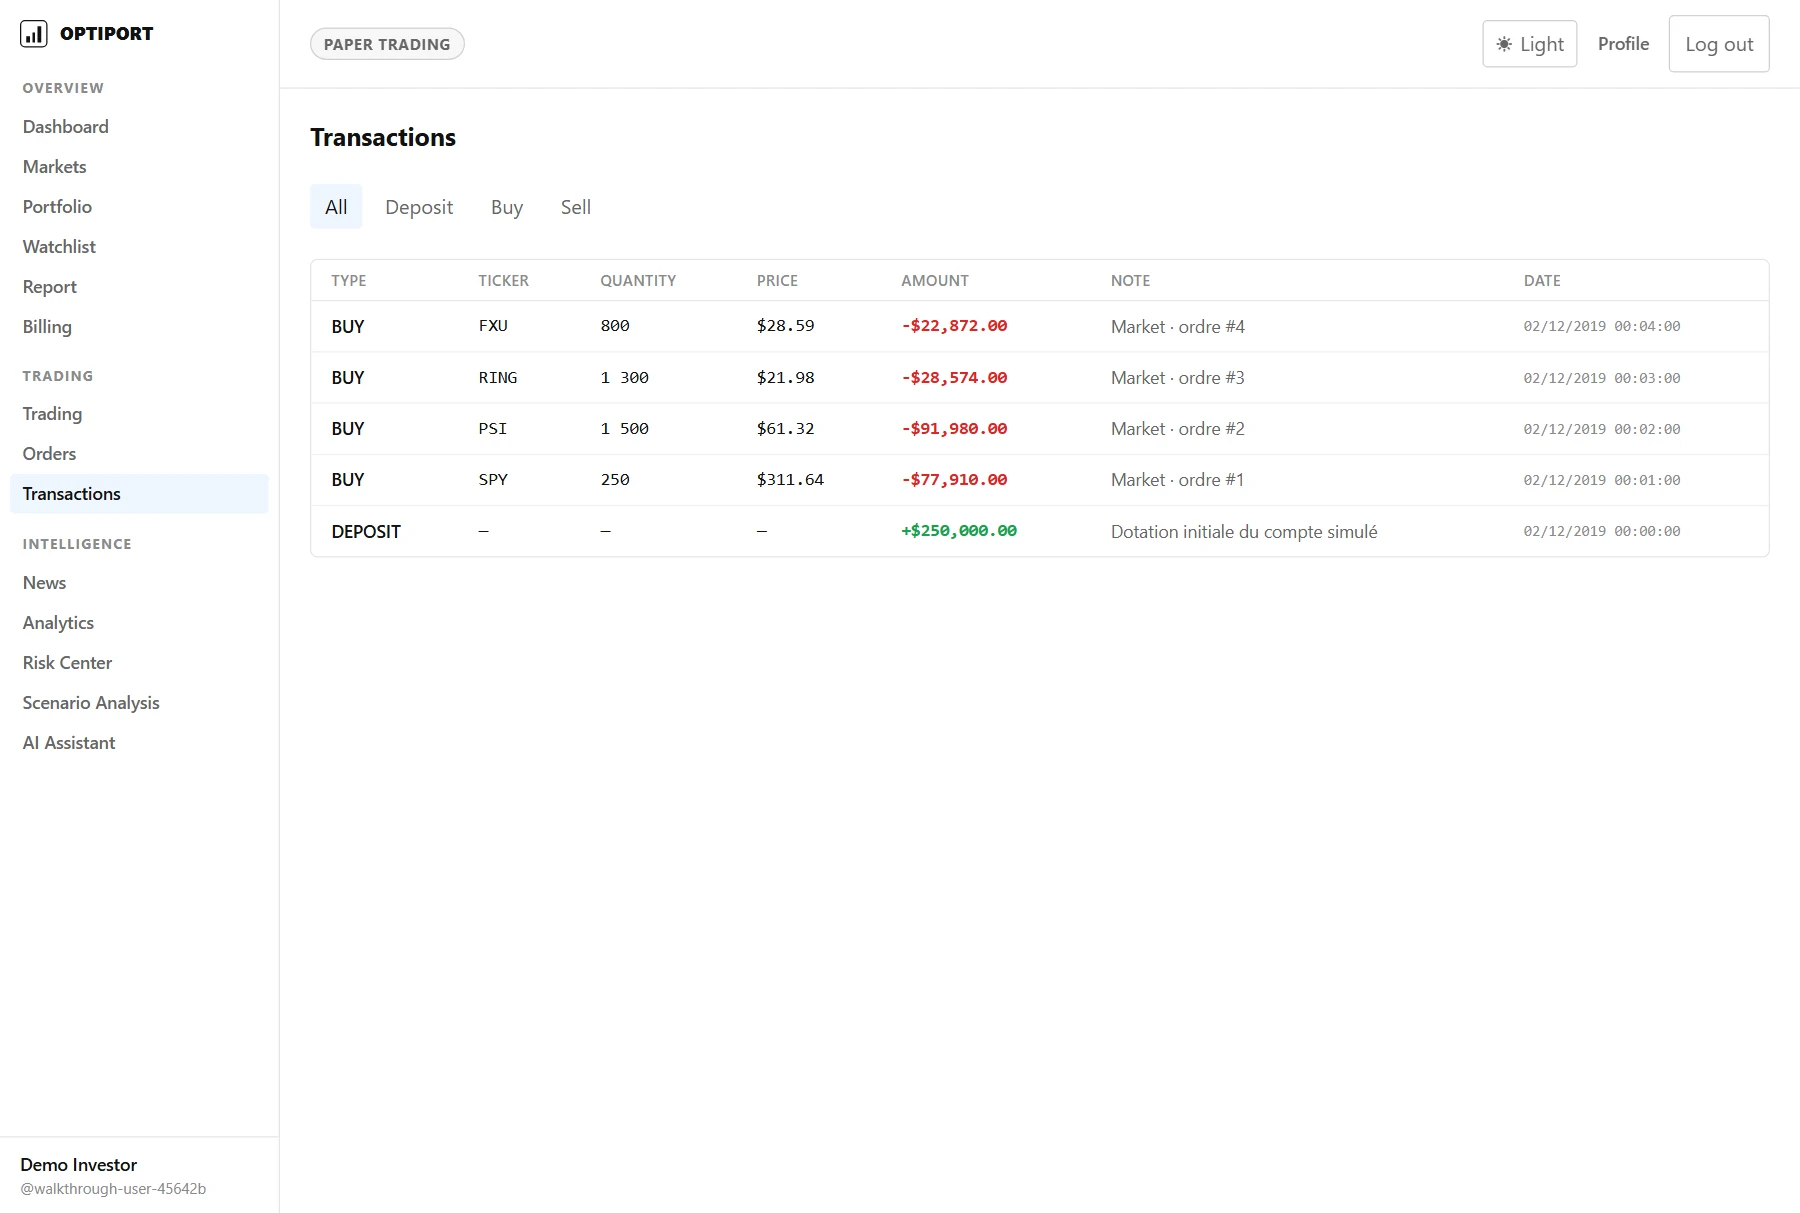 OPTIPORT
OVERVIEW
Dashboard
Markets
Portfolio
Watchlist
Report
Billing
TRADING
Trading
Orders
Transactions
INTELLIGENCE
News
Analytics
Risk Center
Scenario Analysis
AI Assistant
Demo Investor
@walkthrough-user-45642b
PAPER TRADING
Light Profile Log out
Transactions
All Deposit Buy Sell
TYPE TICKER QUANTITY PRICE AMOUNT NOTE DATE
BUY FXU 800 $28.59 -$22,872.00 Market · ordre #4 02/12/2019 00:04:00
BUY RING 1 300 $21.98 -$28,574.00 Market · ordre #3 02/12/2019 00:03:00
BUY PSI 1 500 $61.32 -$91,980.00 Market · ordre #2 02/12/2019 00:02:00
BUY SPY 250 $311.64 -$77,910.00 Market · ordre #1 02/12/2019 00:01:00
DEPOSIT — — — +$250,000.00 Dotation initiale du compte simulé 02/12/2019 00:00:00